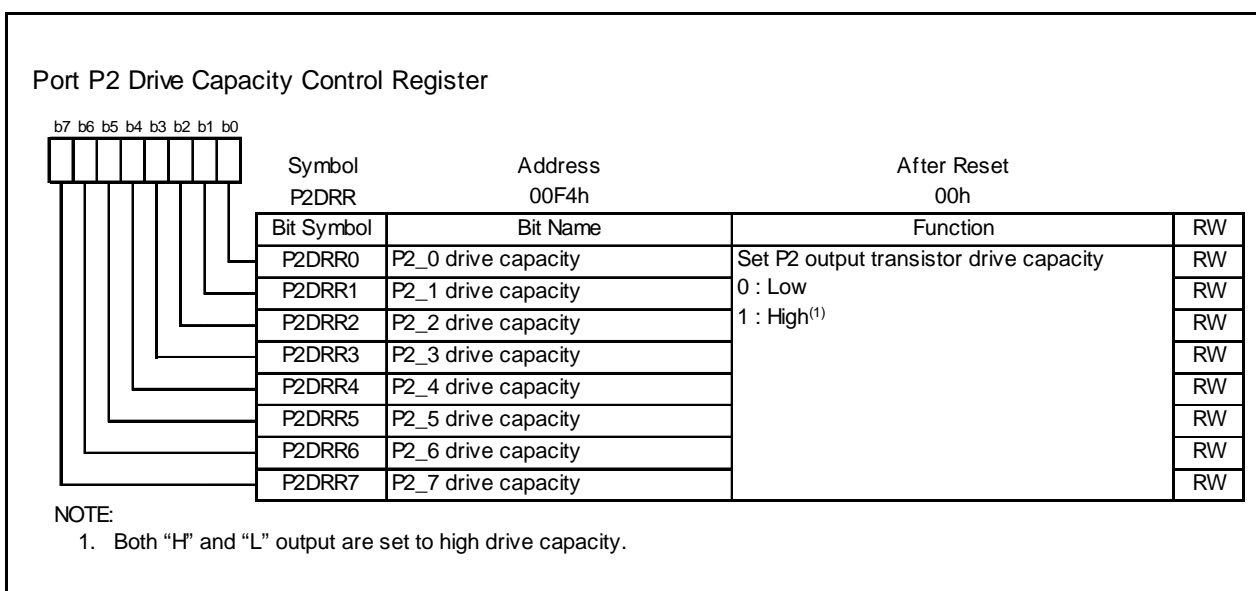 Port P2 Drive Capacity Control Register
b7 b6 b5 b4 b3 b2 b1 b0
Symbol Address After Reset
P2DRR 00F4h 00h
Bit Symbol Bit Name Function RW
P2DRR0 P2_0 drive capacity Set P2 output transistor drive capacity RW
P2DRR1 P2_1 drive capacity 0 : Low RW
P2DRR2 P2_2 drive capacity 1 : High(1) RW
P2DRR3 P2_3 drive capacity RW
P2DRR4 P2_4 drive capacity RW
P2DRR5 P2_5 drive capacity RW
P2DRR6 P2_6 drive capacity RW
P2DRR7 P2_7 drive capacity RW
NOTE:
1. Both “H” and “L” output are set to high drive capacity.